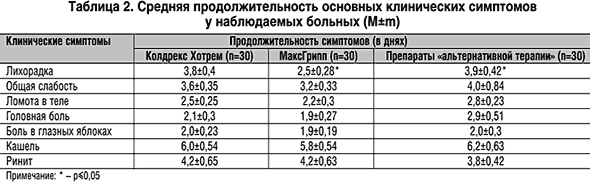 Таблица 2. Средняя продолжительность основных клинических симптомов
у наблюдаемых больных (M±m)
Клинические симптомы Продолжительность симптомов (в днях)
Колдрекс Хотрем (n=30) МаксГрипп (n=30) Препараты «альтернативной терапии» (n=30)
Лихорадка 3,8±0,4 2,5±0,28* 3,9±0,42*
Общая слабость 3,6±0,35 3,2±0,33 4,0±0,84
Ломота в теле 2,5±0,25 2,2±0,3 2,8±0,23
Головная боль 2,1±0,3 1,9±0,27 2,9±0,51
Боль в глазных яблоках 2,0±0,23 1,9±0,19 2,0±0,3
Кашель 6,0±0,54 5,8±0,54 6,2±0,63
Ринит 4,2±0,65 4,2±0,63 3,8±0,42
Примечание: * – p⩽0,05